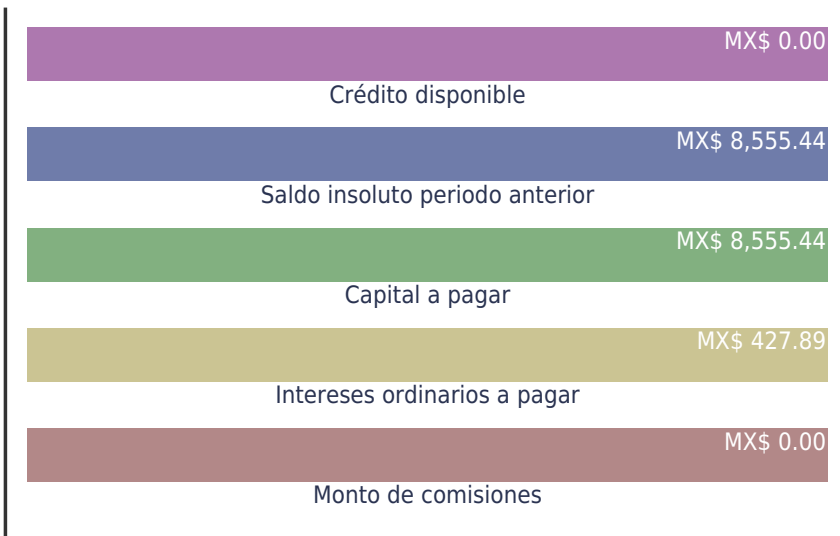 MX$ 0.00
Crédito disponible
MX$ 8,555.44
Saldo insoluto periodo anterior
MX$ 8,555.44
Capital a pagar
MX$ 427.89
Intereses ordinarios a pagar
MX$ 0.00
Monto de comisiones